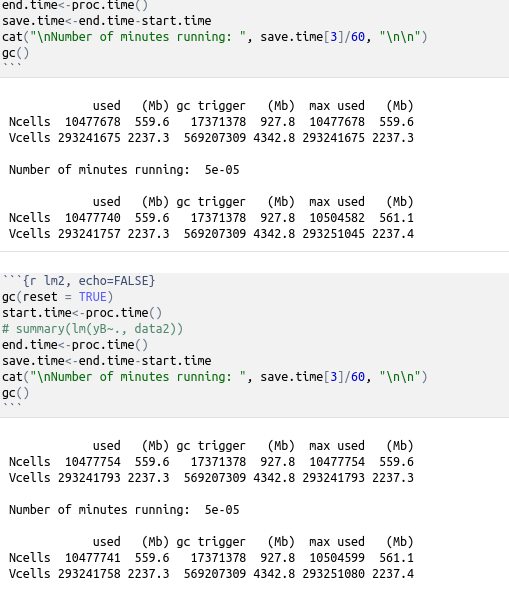 end.time<-proc.time()
save.time<-end.time-start.time
cat("\nNumber of minutes running: ", save.time[3]/60, "\n\n")
gc()
```
used (Mb) gc trigger (Mb) max used (Mb)
Ncells 10477678 559.6 17371378 927.8 10477678 559.6
Vcells 293241675 2237.3 569207309 4342.8 293241675 2237.3
Number of minutes running: 5e-05
used (Mb) gc trigger (Mb) max used (Mb)
Ncells 10477740 559.6 17371378 927.8 10504582 561.1
Vcells 293241757 2237.3 569207309 4342.8 293251045 2237.4
```{r lm2, echo=FALSE}
gc(reset = TRUE)
start.time<-proc.time()
# summary(lm(yB~., data2))
end.time<-proc.time()
save.time<-end.time-start.time
cat("\nNumber of minutes running: ", save.time[3]/60, "\n\n")
gc()
```
used (Mb) gc trigger (Mb) max used (Mb)
Ncells 10477754 559.6 17371378 927.8 10477754 559.6
Vcells 293241793 2237.3 569207309 4342.8 293241793 2237.3
Number of minutes running: 5e-05
used (Mb) gc trigger (Mb) max used (Mb)
Ncells 10477741 559.6 17371378 927.8 10504599 561.1
Vcells 293241758 2237.3 569207309 4342.8 293251080 2237.4